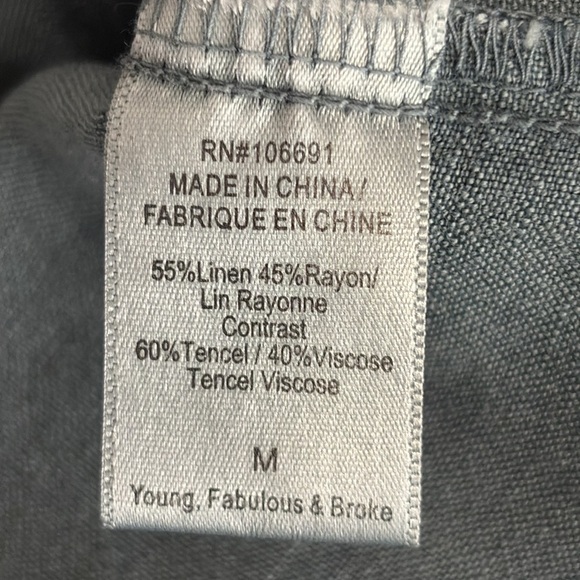 RN#106691
MADE IN CHINA/
FABRIQUE EN CHINE
55%Linen 45%Rayon/
Lin Rayonne
Contrast
60%Tencel / 40%Viscose
Tencel Viscose
M
Young, Fabulous & Broke